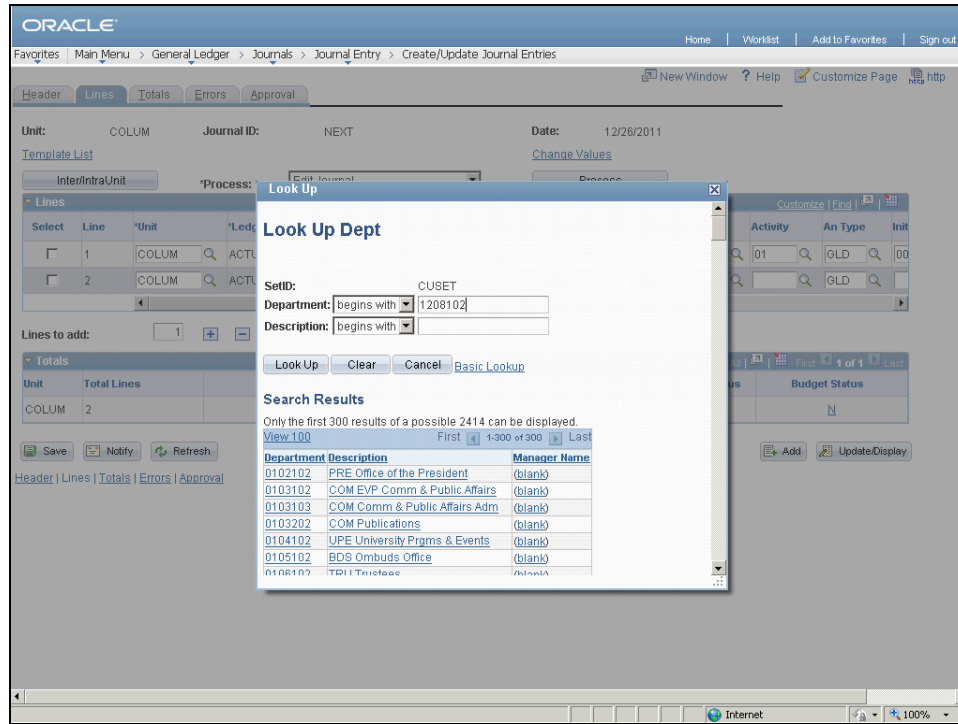 ORACLE
Home | Worklist | Add to Favorites | Sign out
Favorites Main Menu > General Ledger > Journals > Journal Entry > Create/Update Journal Entries
New Window ? Help Customize Page http
Header Lines Totals Errors Approval
Unit: COLUM Journal ID: NEXT Date: 12/26/2011
Template List Change Values
Inter/IntraUnit *Process: Edit Journal Process
Lines Customize | Find |
Select Line *Unit *Ledg Activity An Type Init
1 COLUM ACTU 01 GLD 00
2 COLUM ACTU GLD
Lines to add: 1
Totals First 1 of 1 Last
Unit Total Lines us Budget Status
COLUM 2 N
Save Notify Refresh Add Update/Display
Header | Lines | Totals | Errors | Approval
Look Up
Look Up Dept
SetID: CUSET
Department: begins with 1208102
Description: begins with
Look Up Clear Cancel Basic Lookup
Search Results
Only the first 300 results of a possible 2414 can be displayed.
View 100 First 1-300 of 300 Last
Department Description Manager Name
0102102 PRE Office of the President (blank)
0103102 COM EVP Comm & Public Affairs (blank)
0103103 COM Comm & Public Affairs Adm (blank)
0103202 COM Publications (blank)
0104102 UPE University Prgms & Events (blank)
0105102 BDS Ombuds Office (blank)
0106102 TRU Trustees (blank)
Internet 100%